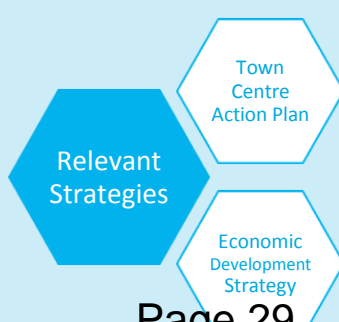 Town
Centre
Action Plan
Relevant
Strategies
Economic
Development
Strategy
Page 29